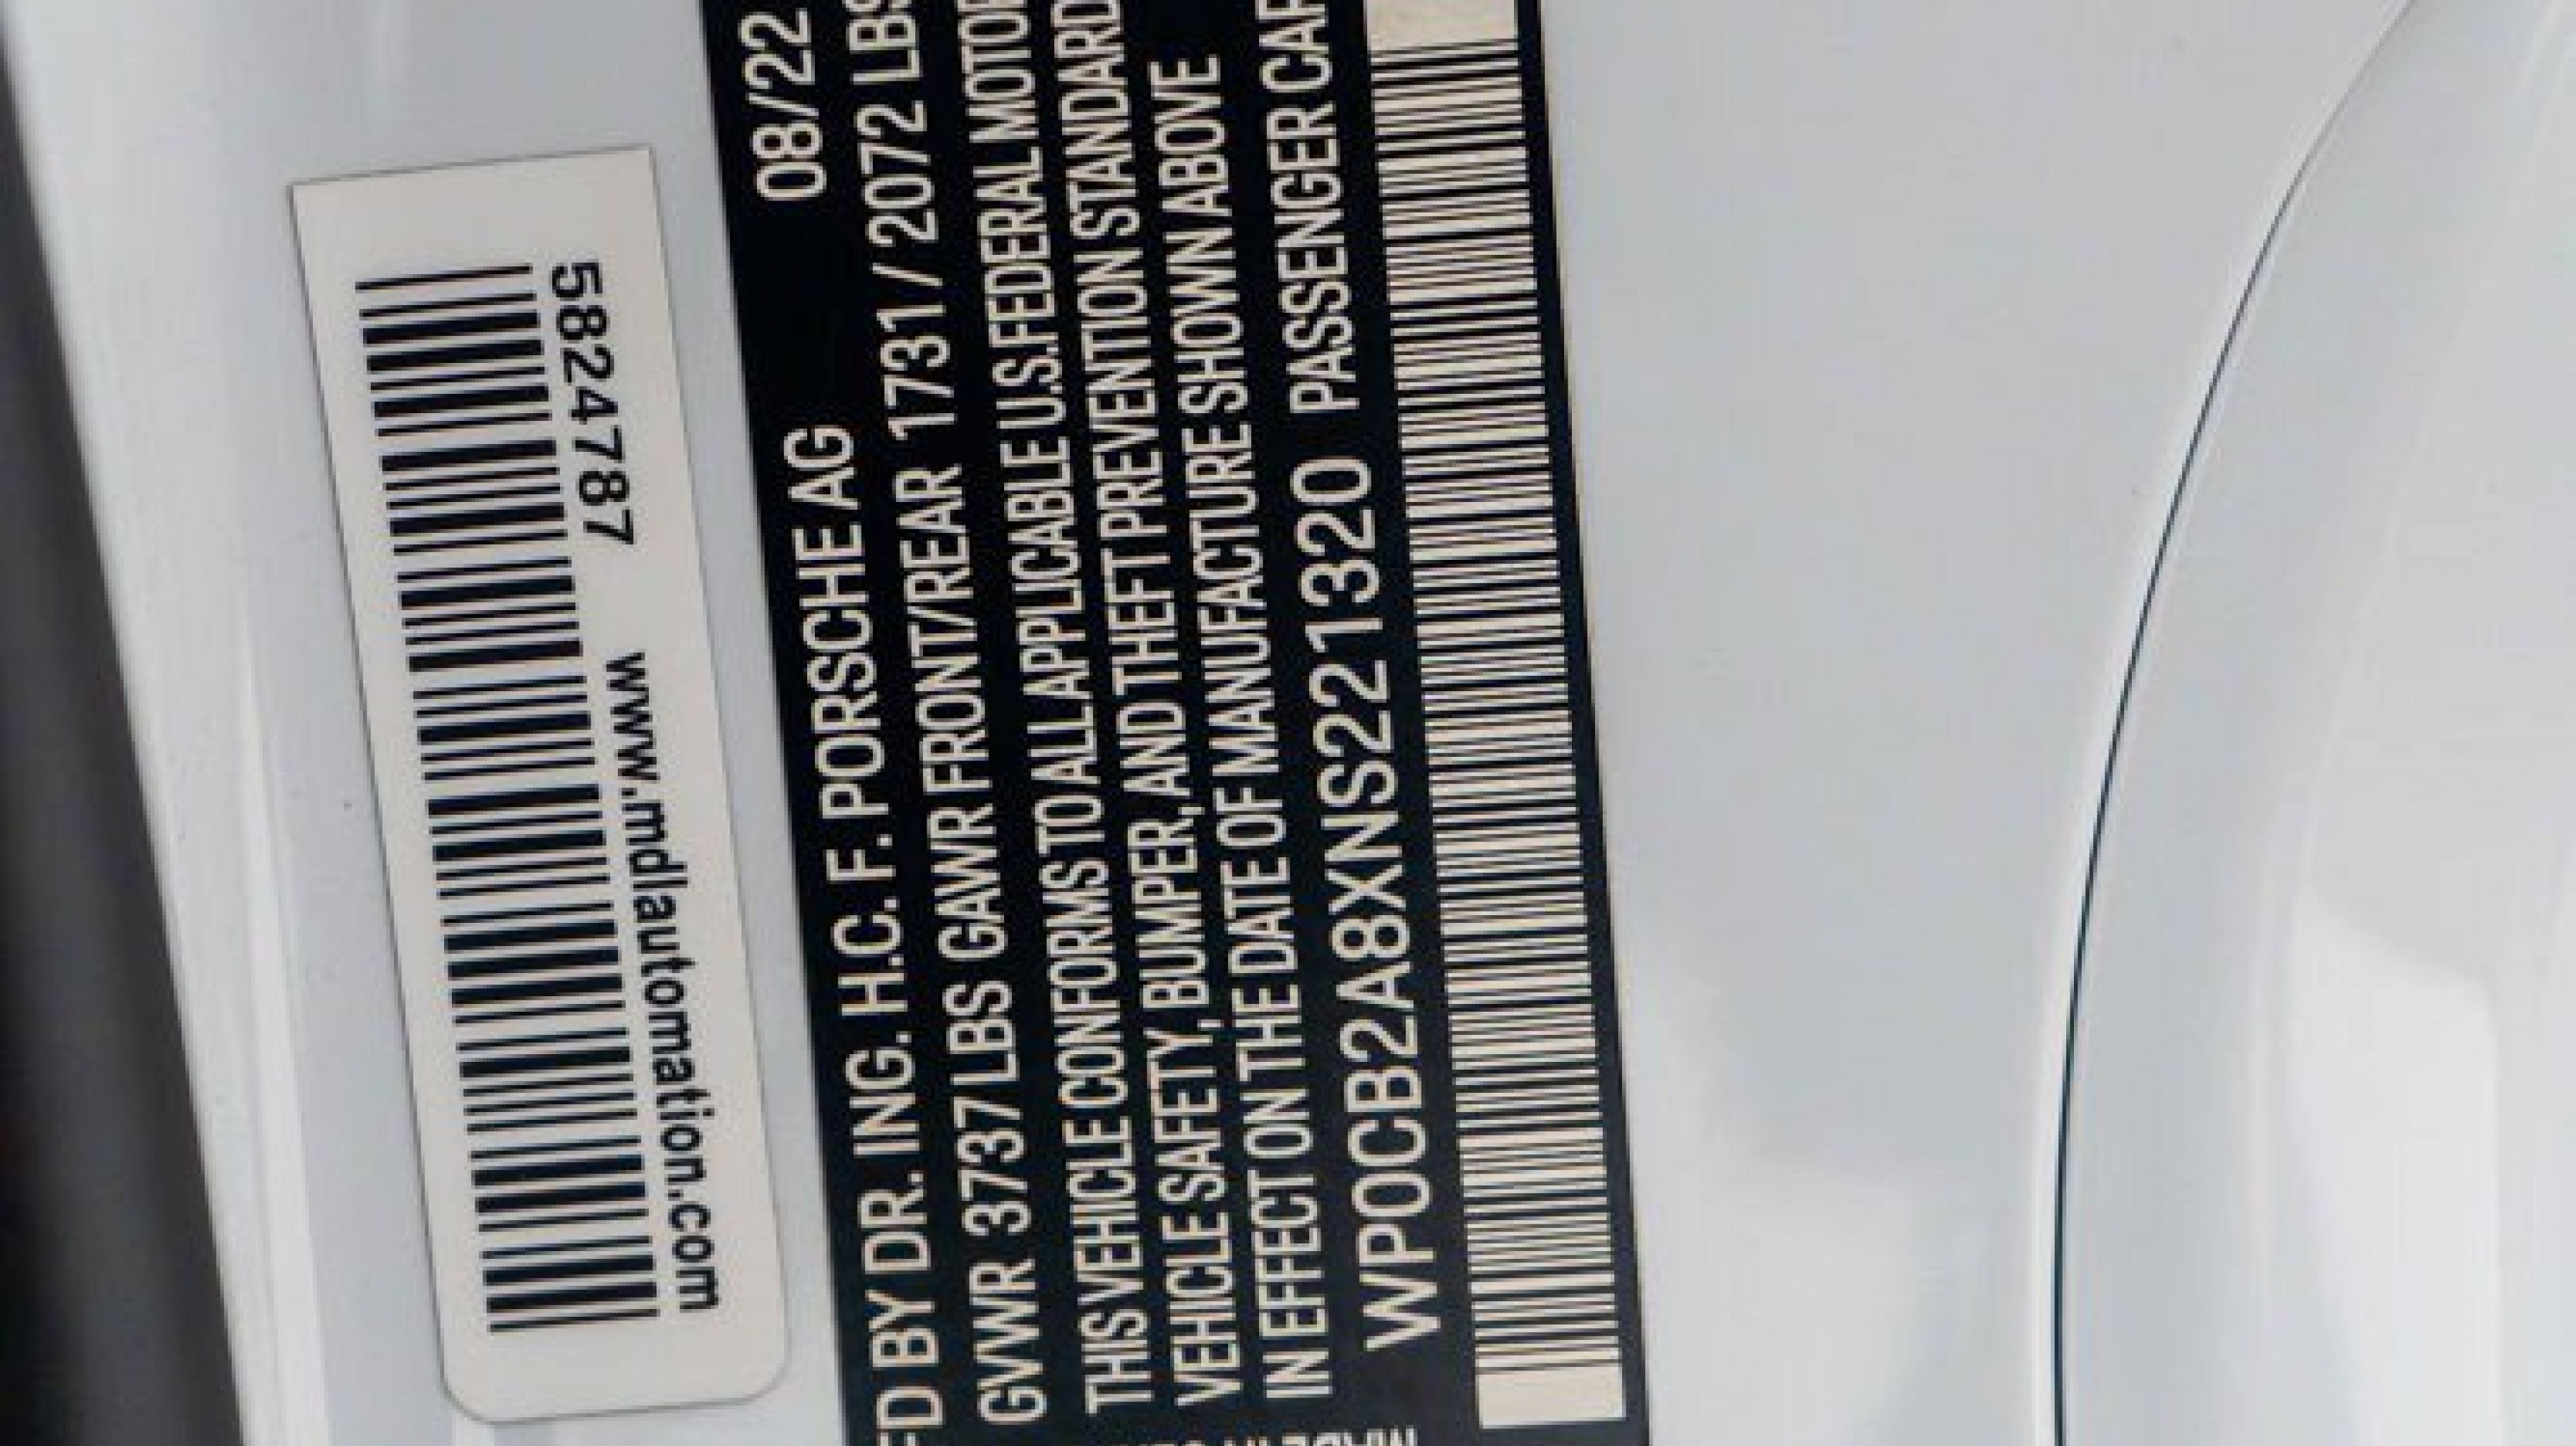 5824787 www.mdlautomation.com
FD BY DR. ING. H.C. F. PORSCHE AG 08/22
GVWR 3737 LBS GAWR FRONT/REAR 1731 / 2072 LBS
THIS VEHICLE CONFORMS TO ALL APPLICABLE U.S. FEDERAL MOTOR
VEHICLE SAFETY, BUMPER, AND THEFT PREVENTION STANDARD
IN EFFECT ON THE DATE OF MANUFACTURE SHOWN ABOVE
WP0CB2A8XNS221320 PASSENGER CAR